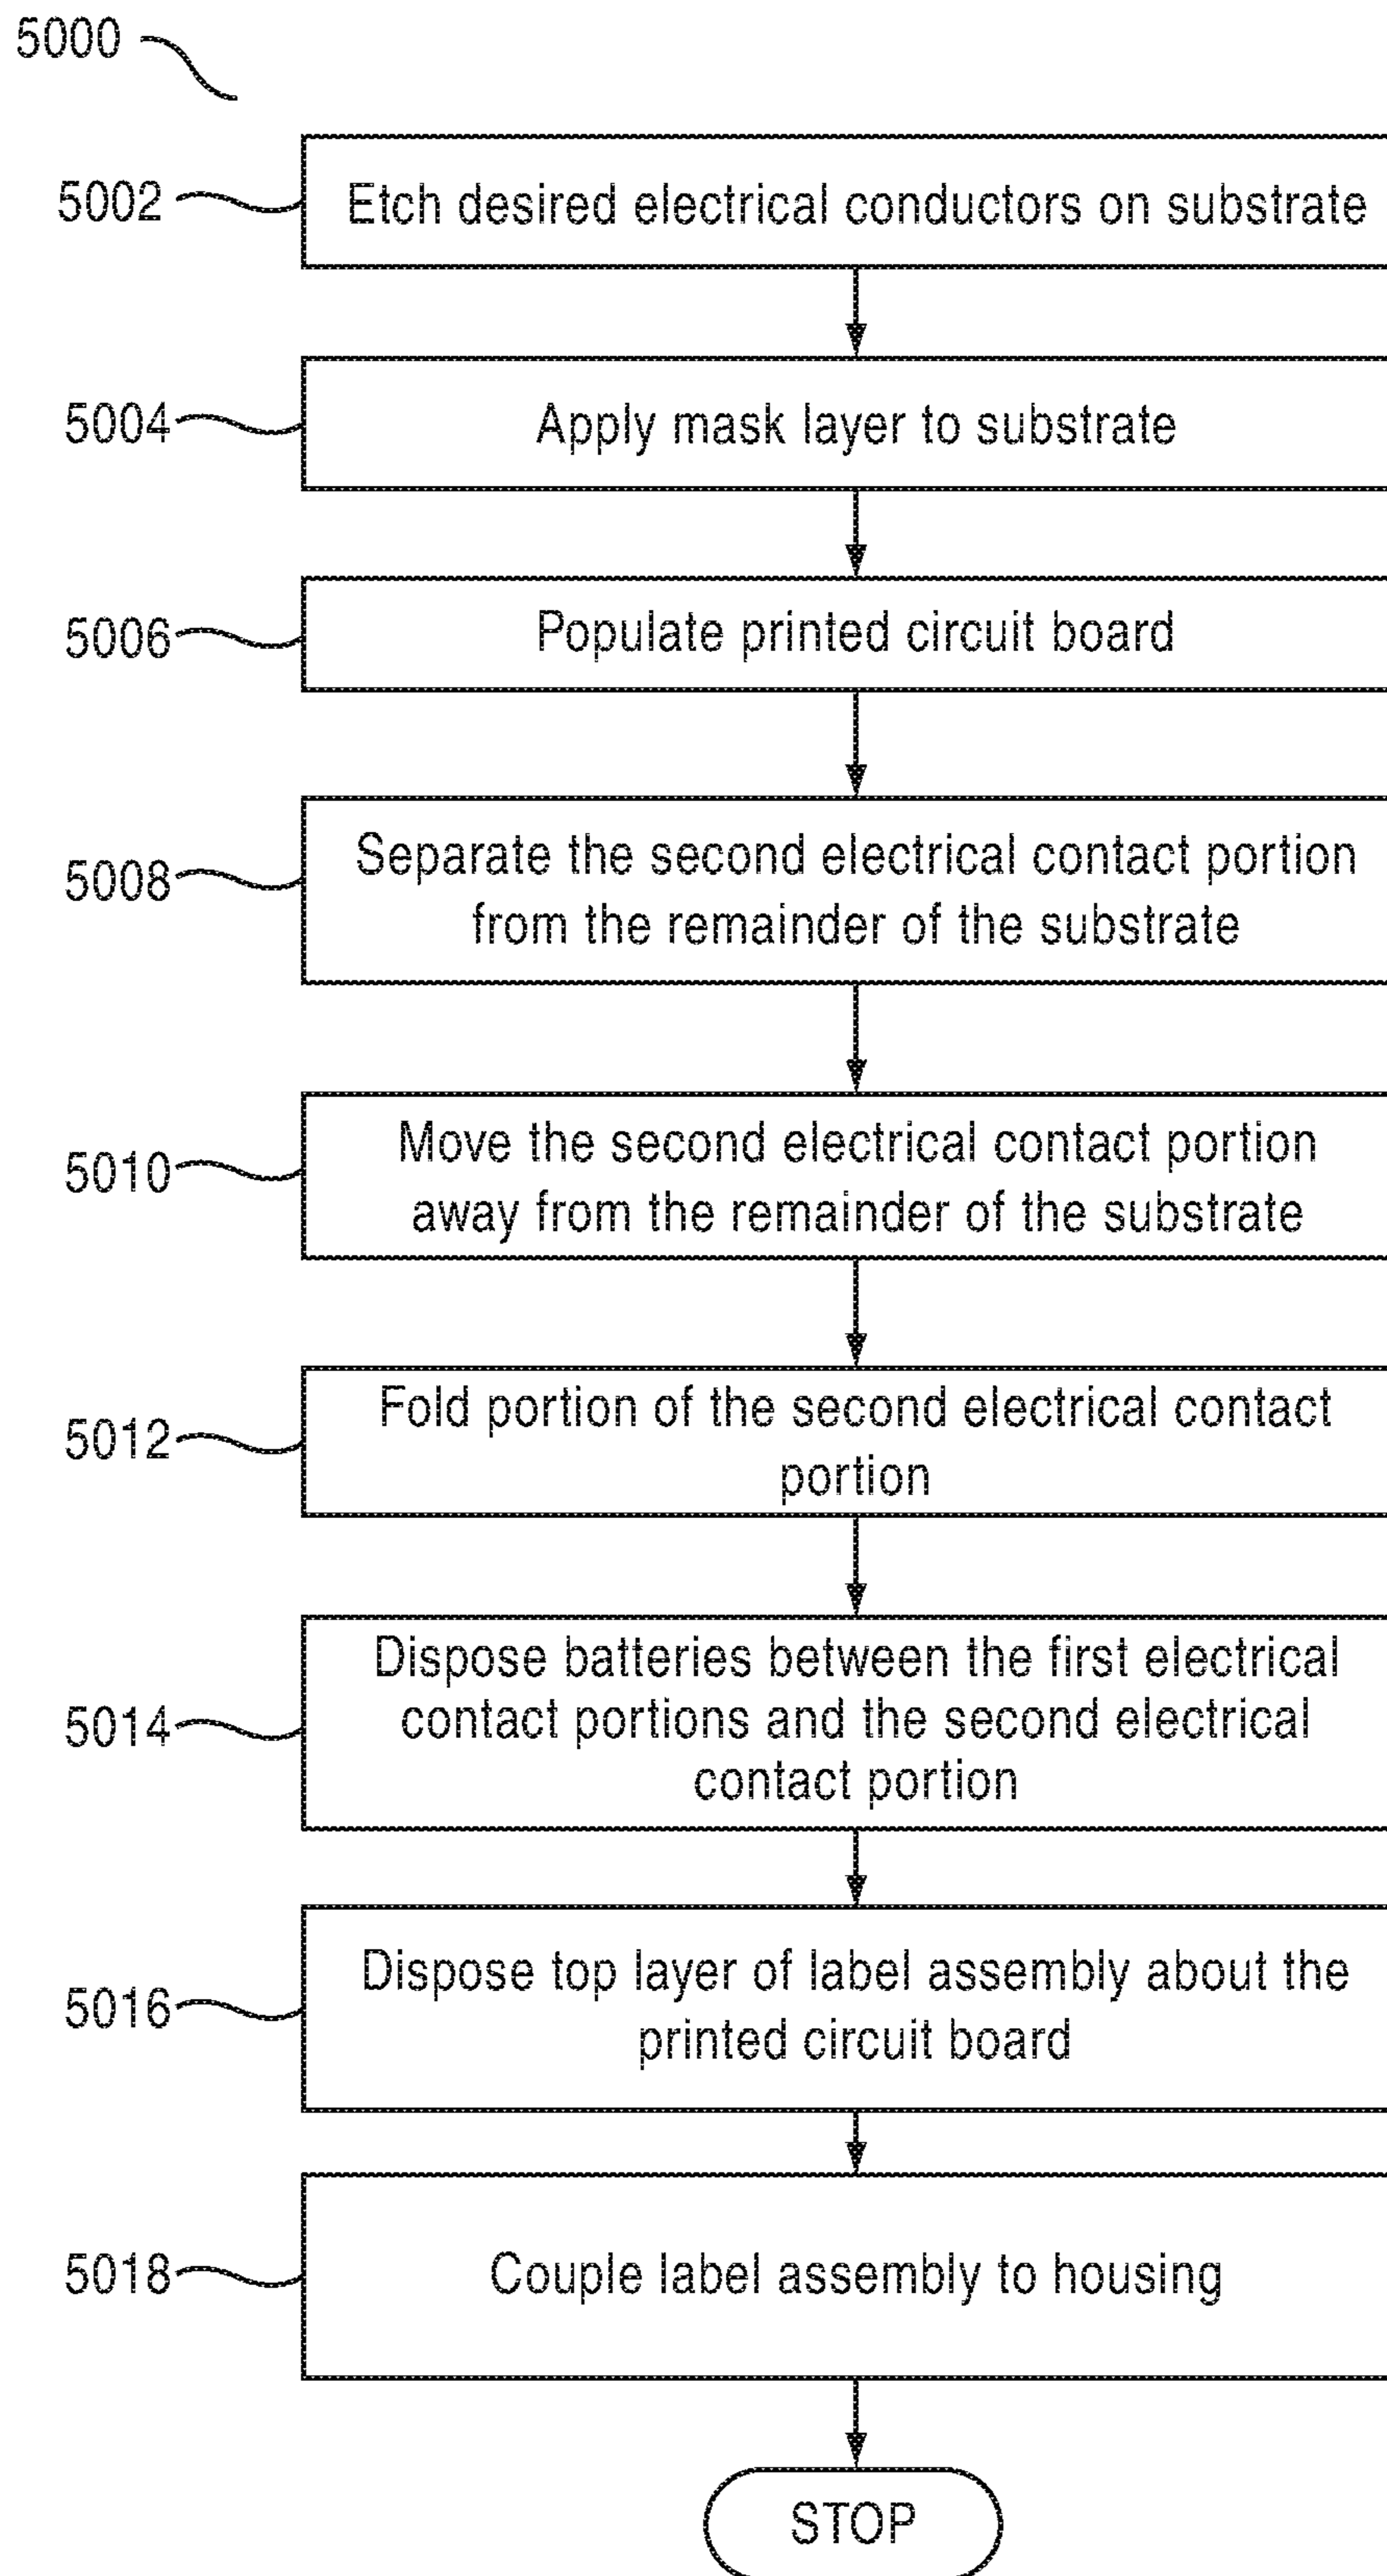 5000
5002 Etch desired electrical conductors on substrate
5004 Apply mask layer to substrate
5006 Populate printed circuit board
5008 Separate the second electrical contact portion
from the remainder of the substrate
5010 Move the second electrical contact portion
away from the remainder of the substrate
5012 Fold portion of the second electrical contact
portion
5014 Dispose batteries between the first electrical
contact portions and the second electrical
contact portion
5016 Dispose top layer of label assembly about the
printed circuit board
5018 Couple label assembly to housing
STOP